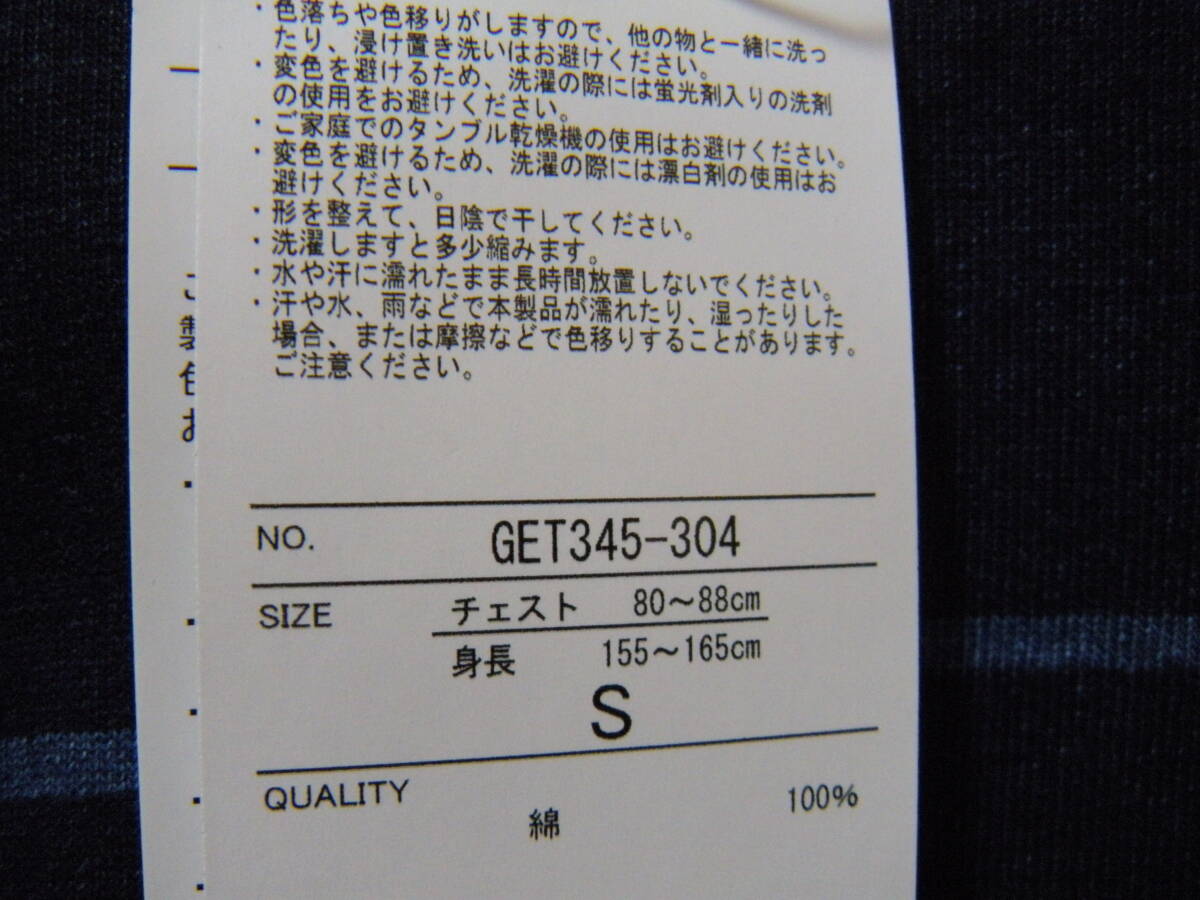 ・色落ちや色移りがしますので、他の物と一緒に洗っ
たり、浸け置き洗いはお避けください。
・変色を避けるため、洗濯の際には蛍光剤入りの洗剤
の使用をお避けください。
・ご家庭でのタンブル乾燥機の使用はお避けください。
・変色を避けるため、洗濯の際には漂白剤の使用はお
避けください。
・形を整えて、日陰で干してください。
・洗濯しますと多少縮みます。
・水や汗に濡れたまま長時間放置しないでください。
・汗や水、雨などで本製品が濡れたり、湿ったりした
場合、または摩擦などで色移りすることがあります。
ご注意ください。
NO. GET345-304
SIZE チェスト 80～88cm
身長 155～165cm
S
QUALITY
綿 100%